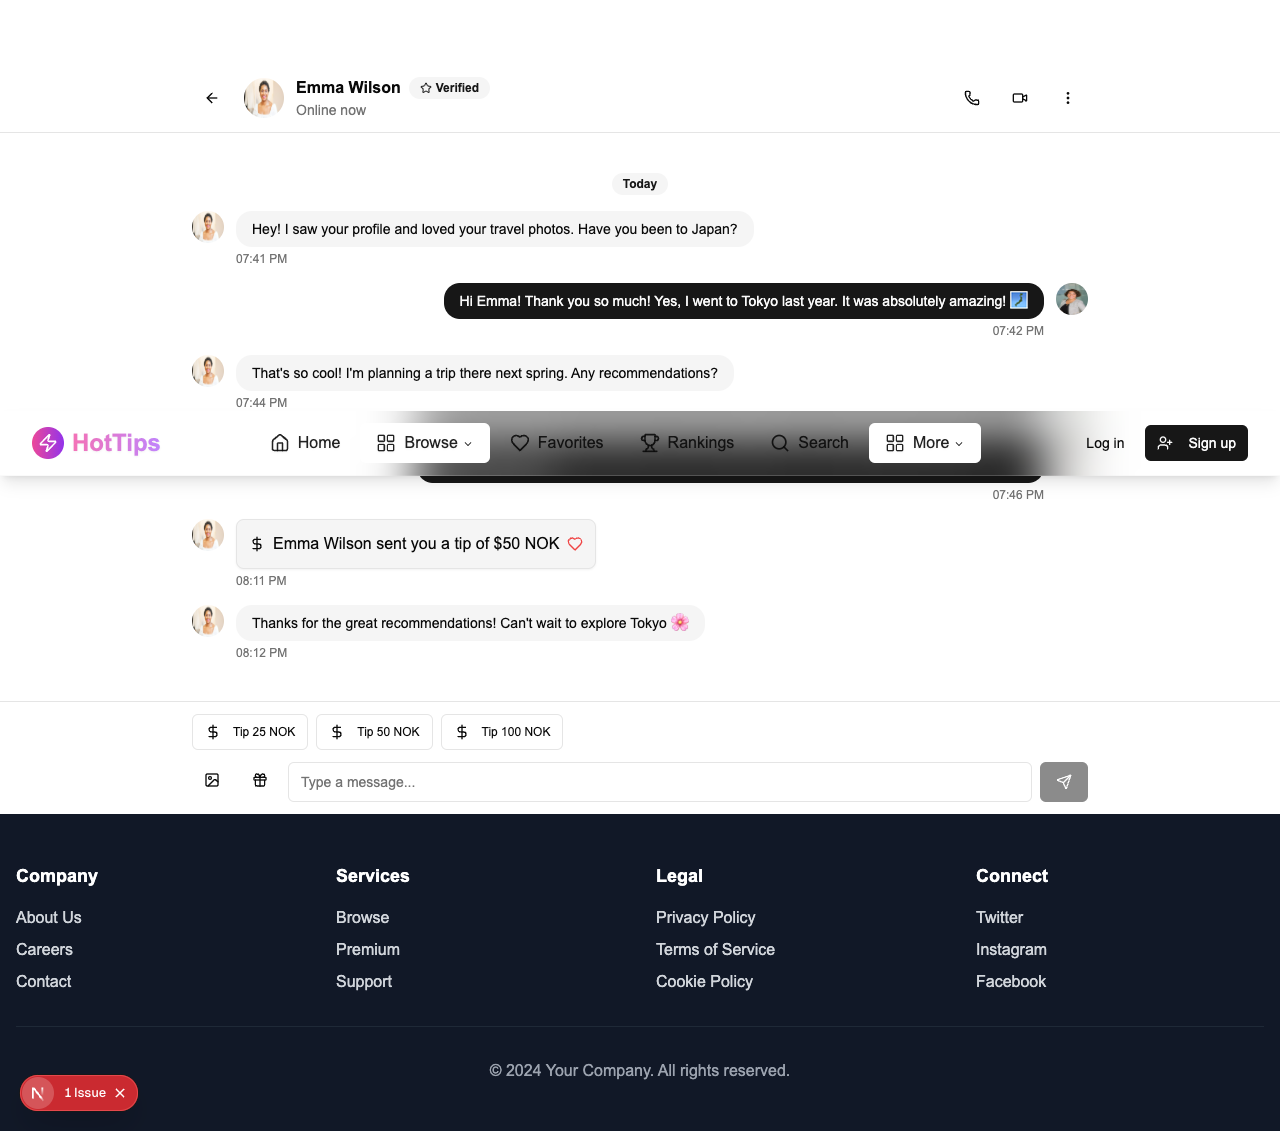 Emma Wilson
Verified
Online now
Today
Hey! I saw your profile and loved your travel photos. Have you been to Japan?
07:41 PM
Hi Emma! Thank you so much! Yes, I went to Tokyo last year. It was absolutely amazing! 🗾
07:42 PM
That's so cool! I'm planning a trip there next spring. Any recommendations?
07:44 PM
HotTips
Home
Browse
Favorites
Rankings
Search
More
Log in
Sign up
07:46 PM
Emma Wilson sent you a tip of $50 NOK
08:11 PM
Thanks for the great recommendations! Can't wait to explore Tokyo 🌸
08:12 PM
Tip 25 NOK
Tip 50 NOK
Tip 100 NOK
Type a message...
Company
About Us
Careers
Contact
Services
Browse
Premium
Support
Legal
Privacy Policy
Terms of Service
Cookie Policy
Connect
Twitter
Instagram
Facebook
© 2024 Your Company. All rights reserved.
1 Issue